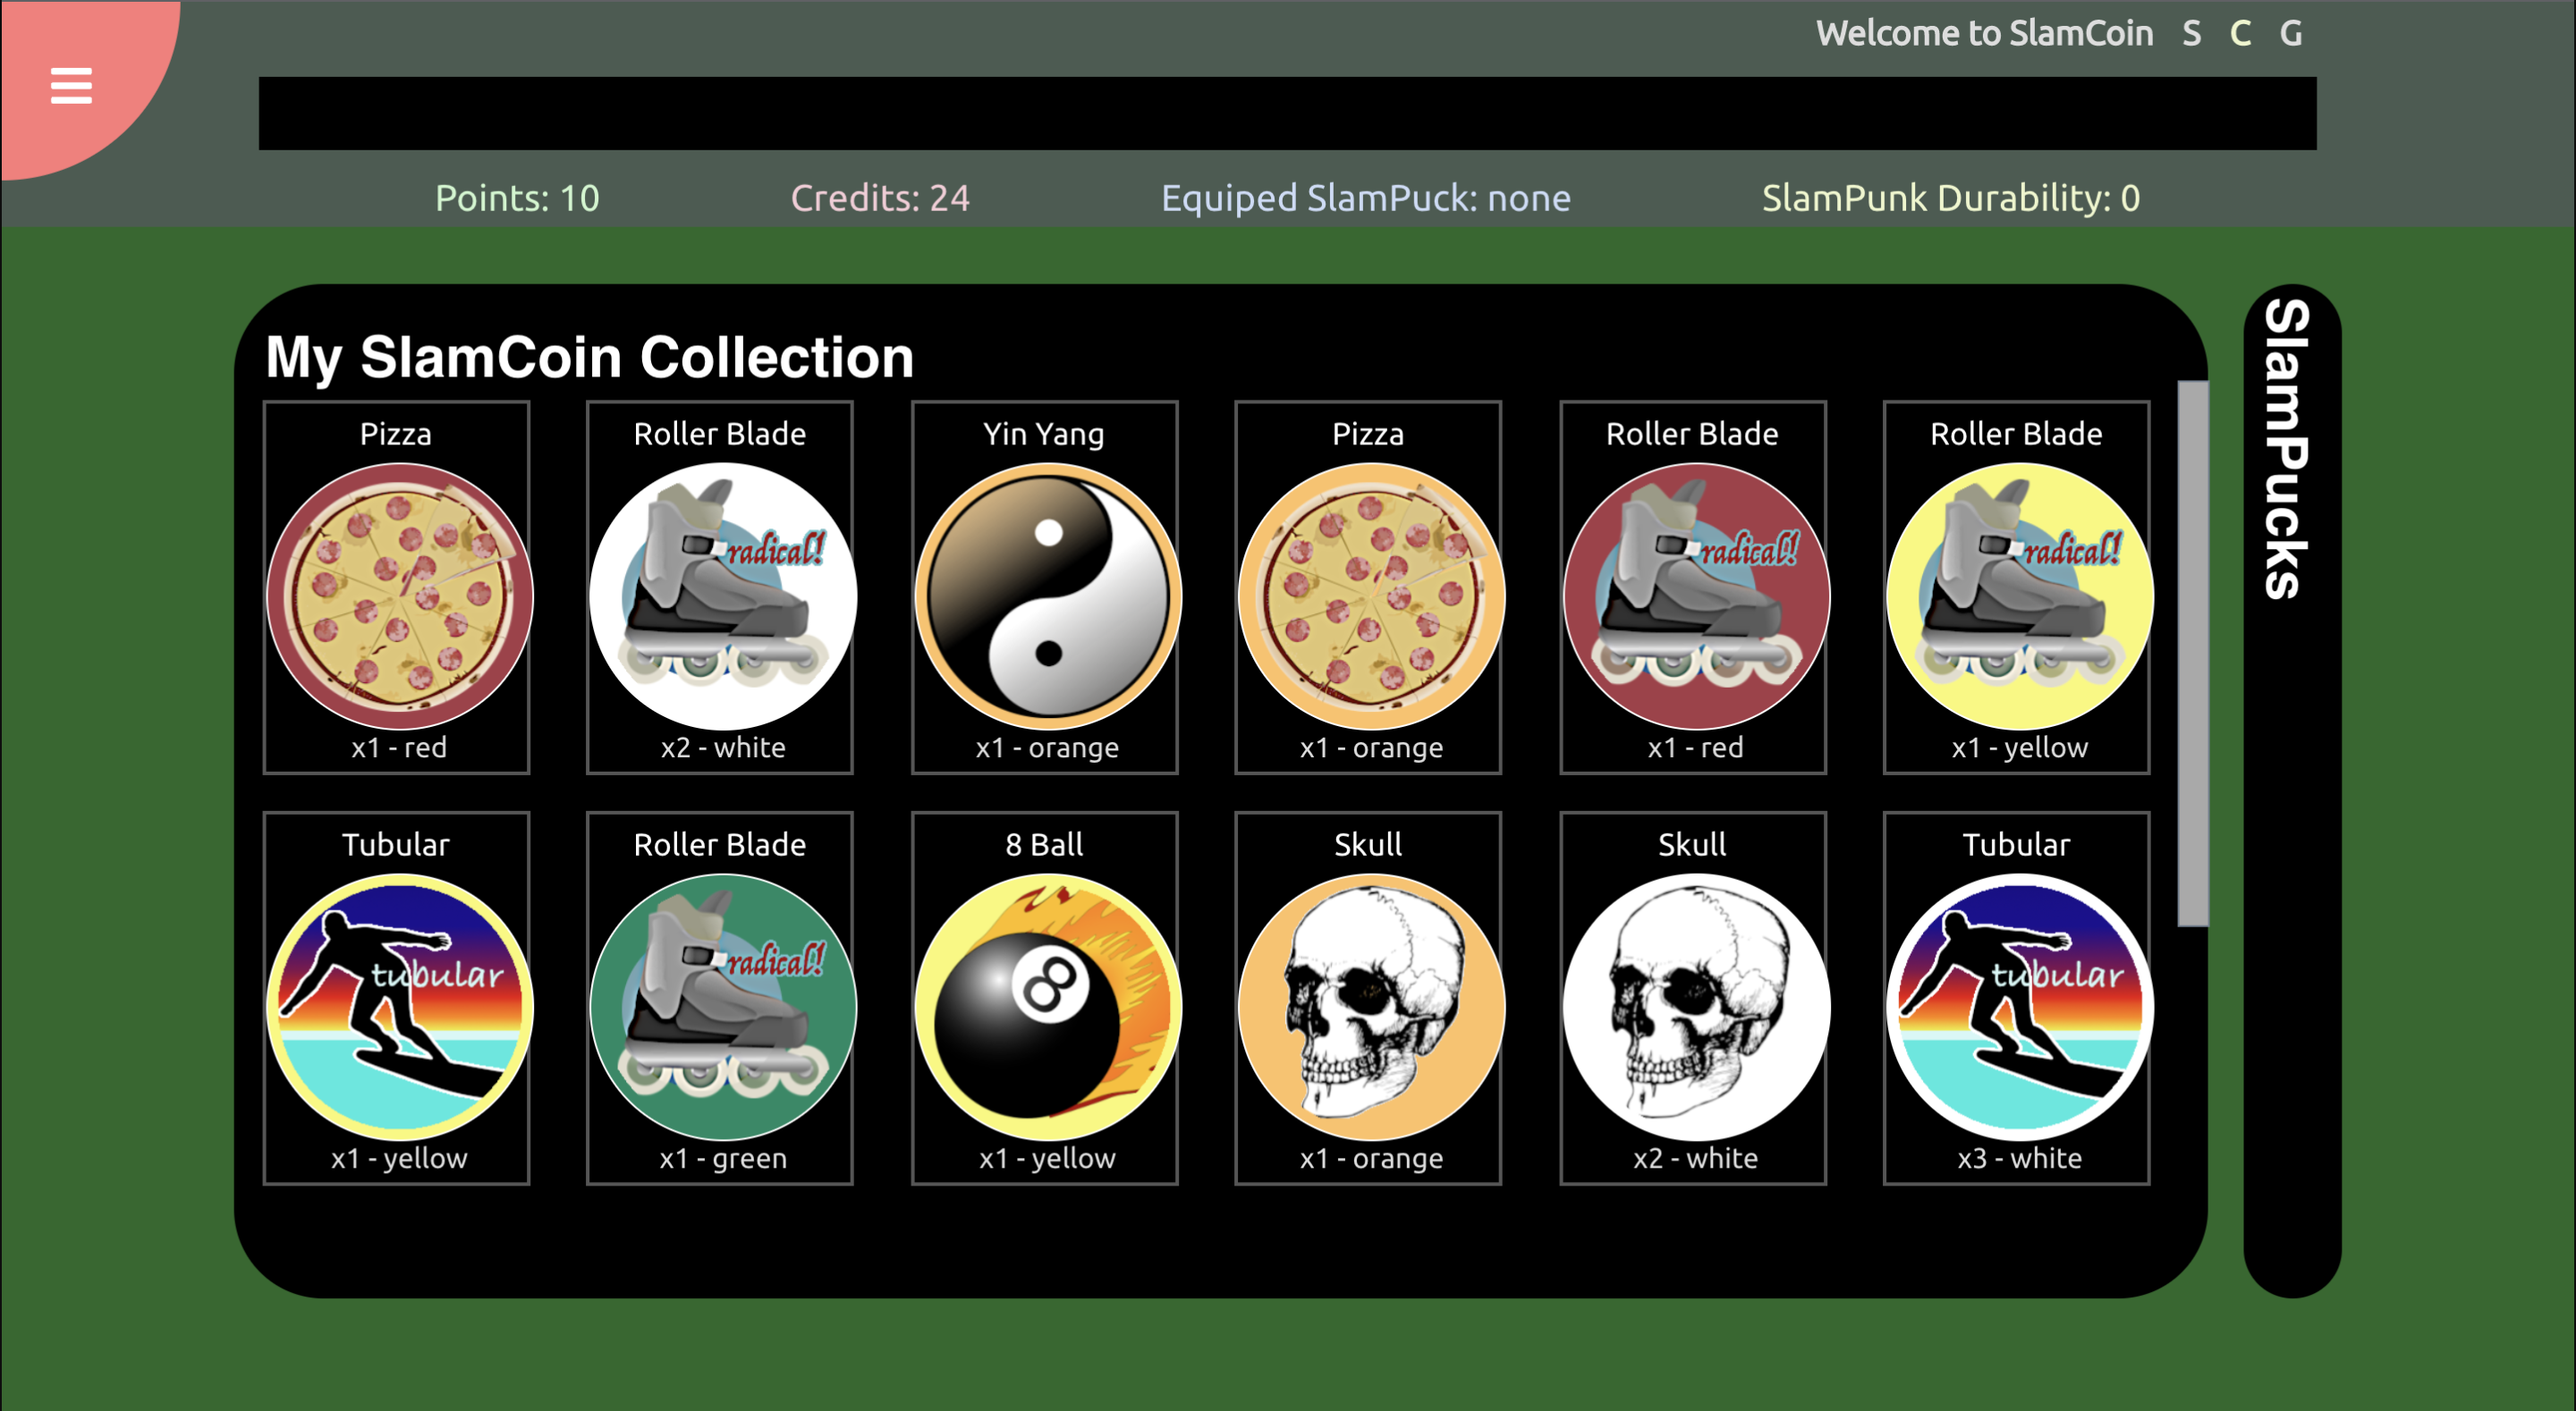 Welcome to SlamCoin S C G
Points: 10 Credits: 24 Equiped SlamPuck: none SlamPunk Durability: 0
My SlamCoin Collection
SlamPucks
Pizza Roller Blade Yin Yang Pizza Roller Blade Roller Blade
radical! radical! radical!
x1 - red x2 - white x1 - orange x1 - orange x1 - red x1 - yellow
Tubular Roller Blade 8 Ball Skull Skull Tubular
tubular radical! 8 tubular
x1 - yellow x1 - green x1 - yellow x1 - orange x2 - white x3 - white